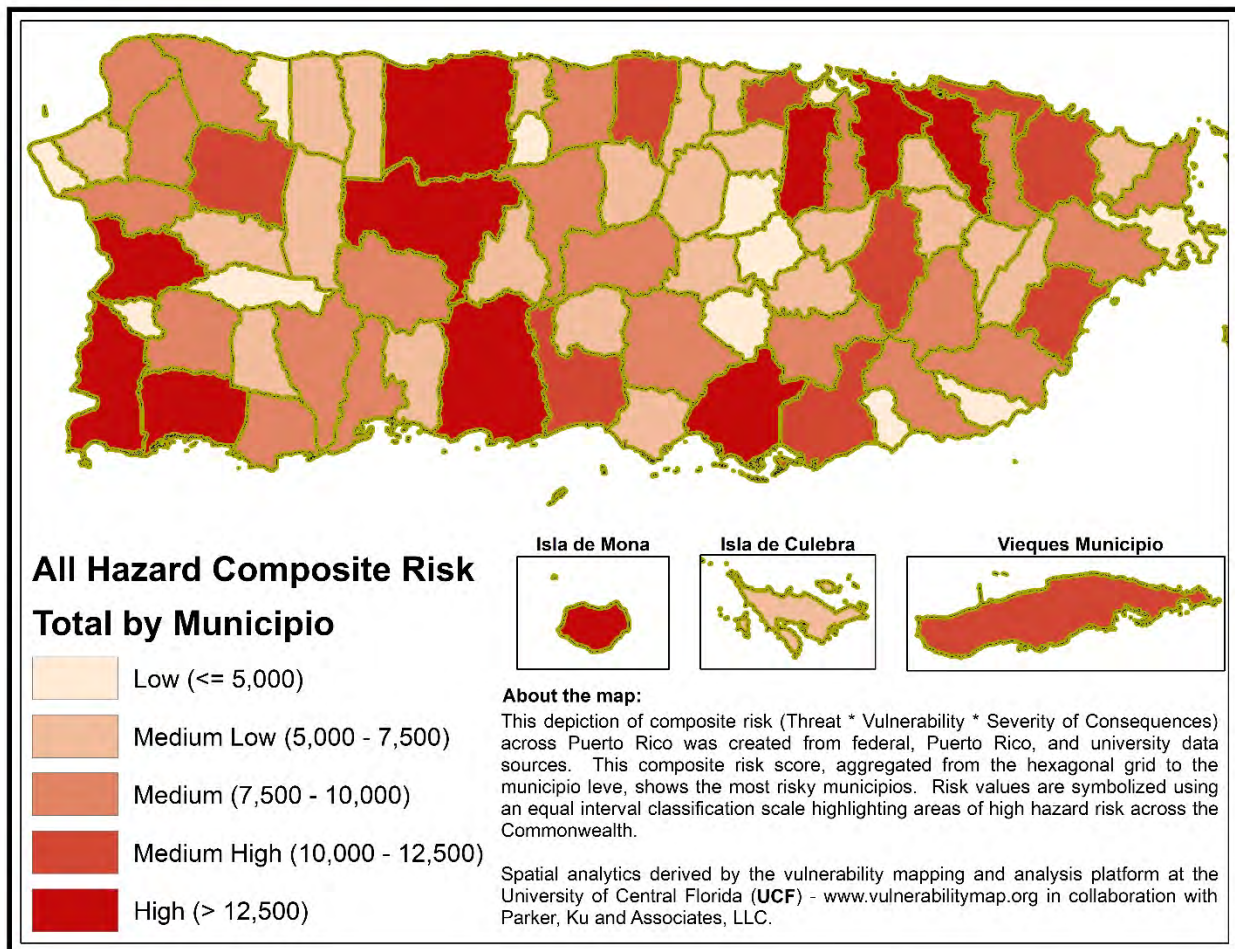 Isla de Mona
Isla de Culebra
Vieques Municipio
All Hazard Composite Risk
Total by Municipio
Low (<= 5,000)
Medium Low (5,000 - 7,500)
Medium (7,500 - 10,000)
Medium High (10,000 - 12,500)
High (> 12,500)
About the map:
This depiction of composite risk (Threat * Vulnerability * Severity of Consequences)
across Puerto Rico was created from federal, Puerto Rico, and university data
sources. This composite risk score, aggregated from the hexagonal grid to the
municipio leve, shows the most risky municipios. Risk values are symbolized using
an equal interval classification scale highlighting areas of high hazard risk across the
Commonwealth.
Spatial analytics derived by the vulnerability mapping and analysis platform at the
University of Central Florida (UCF) - www.vulnerabilitymap.org in collaboration with
Parker, Ku and Associates, LLC.